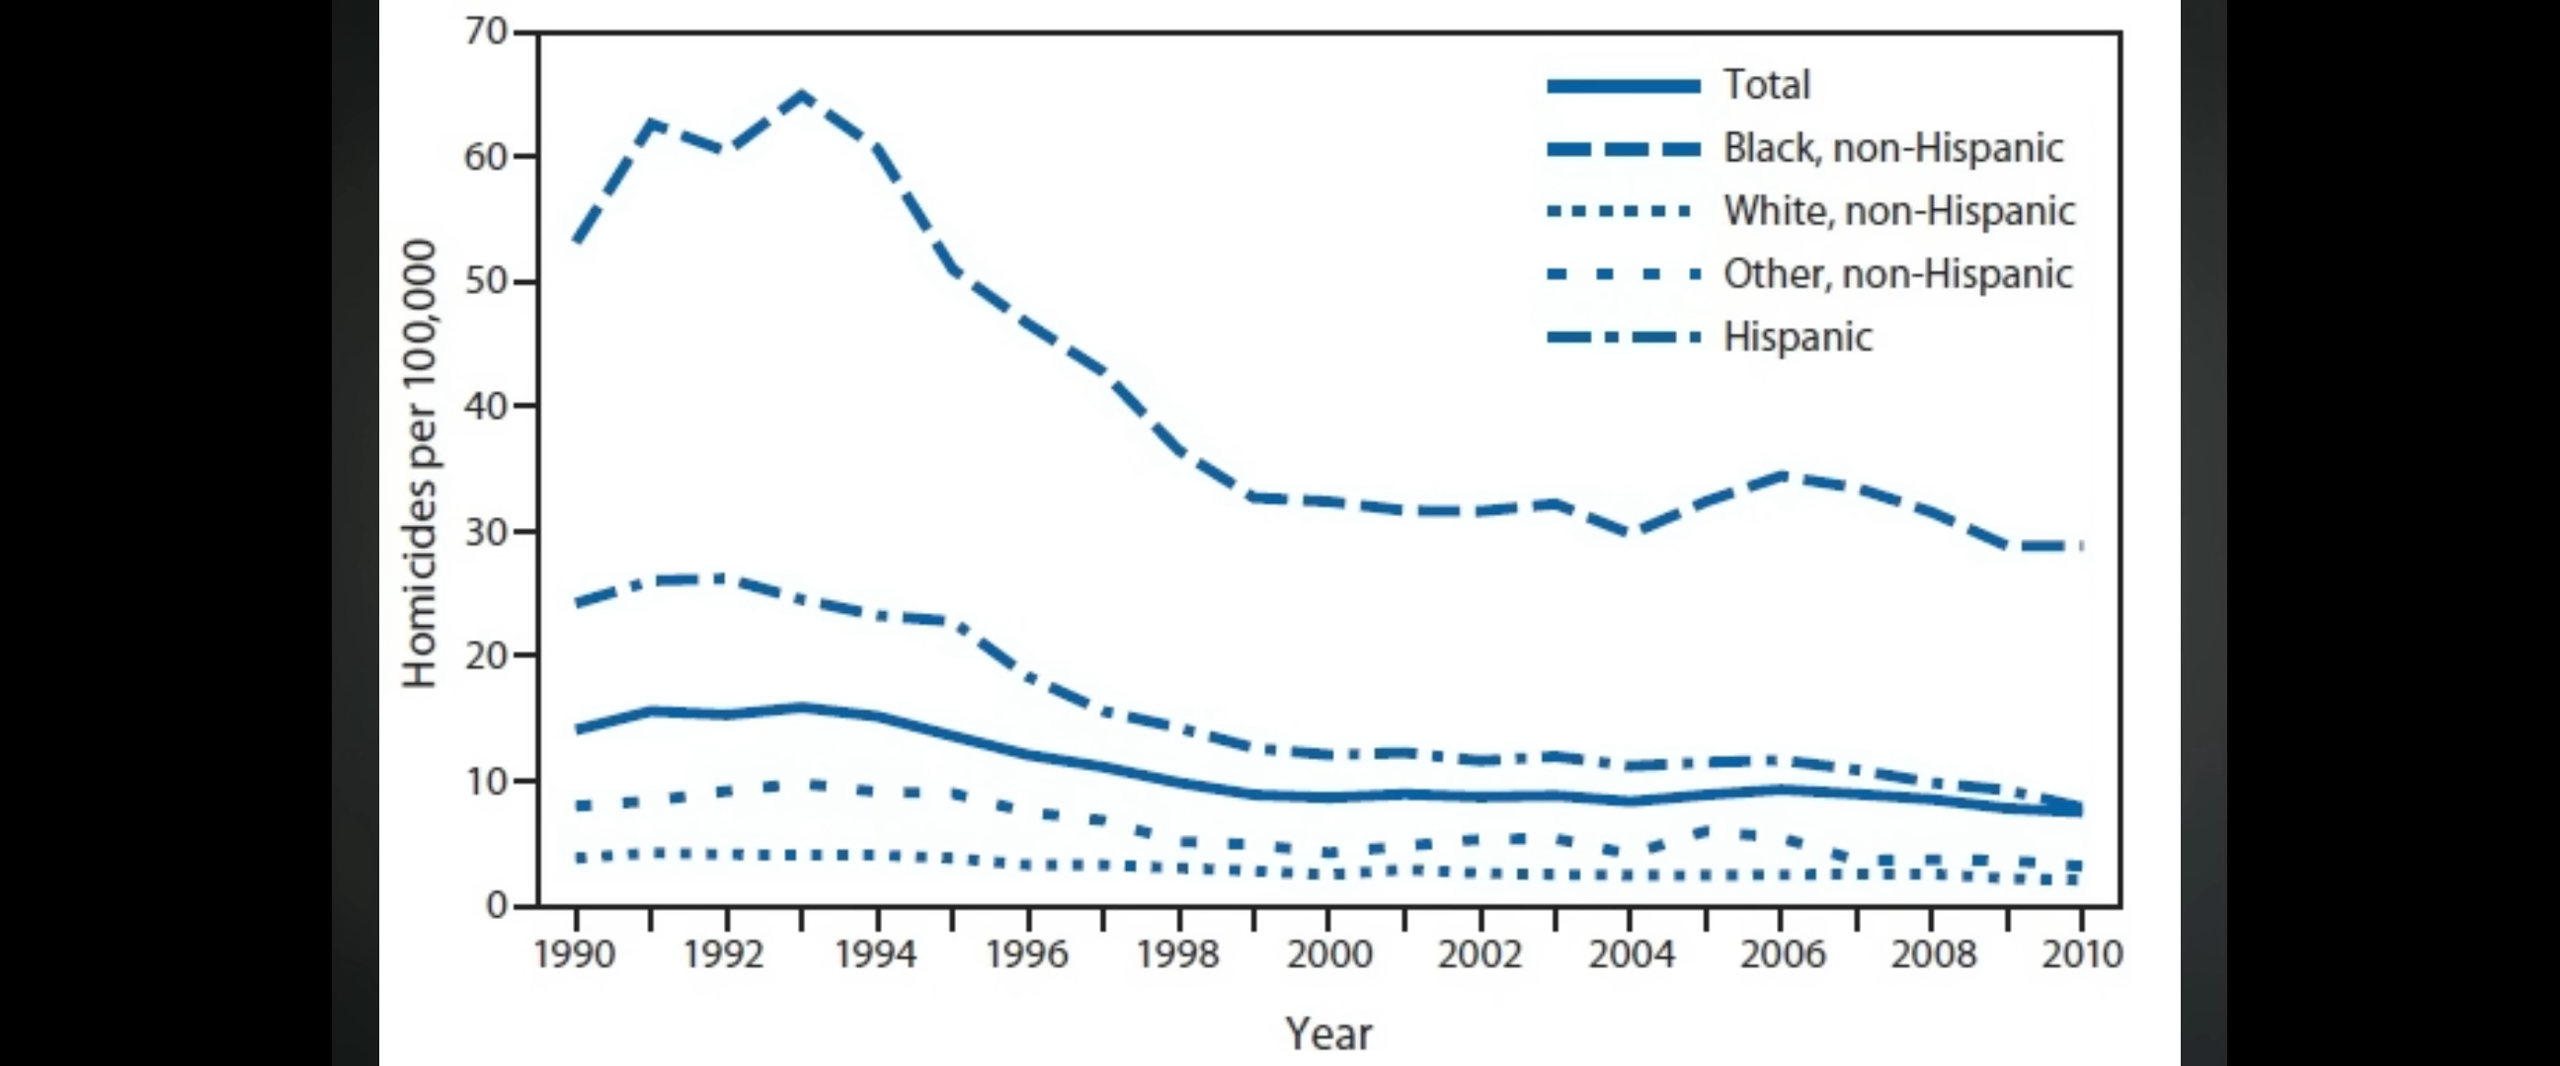 70
60
50
40
30
20
10
0
Homicides per 100,000
Total
Black, non-Hispanic
White, non-Hispanic
Other, non-Hispanic
Hispanic
1990 1992 1994 1996 1998 2000 2002 2004 2006 2008 2010
Year